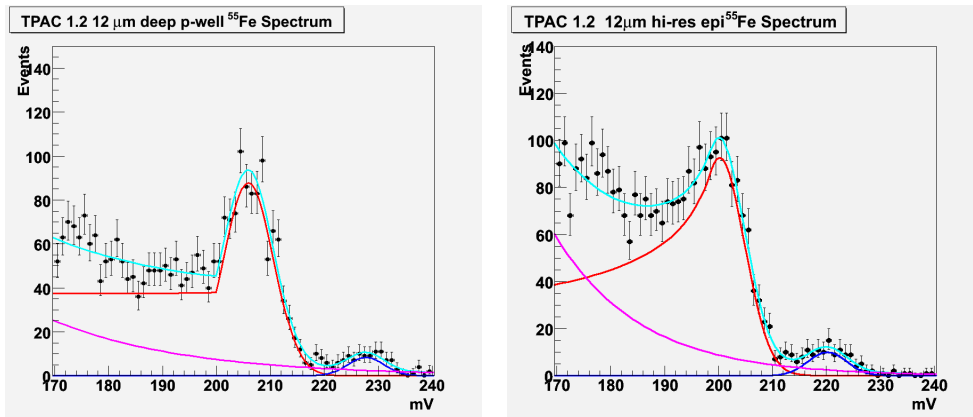 TPAC 1.2 12 μm deep p-well ⁵⁵Fe Spectrum
Events
140
120
100
80
60
40
20
0
170 180 190 200 210 220 230 240
mV
TPAC 1.2 12μm hi-res epi⁵⁵Fe Spectrum
Events
140
120
100
80
60
40
20
0
170 180 190 200 210 220 230 240
mV